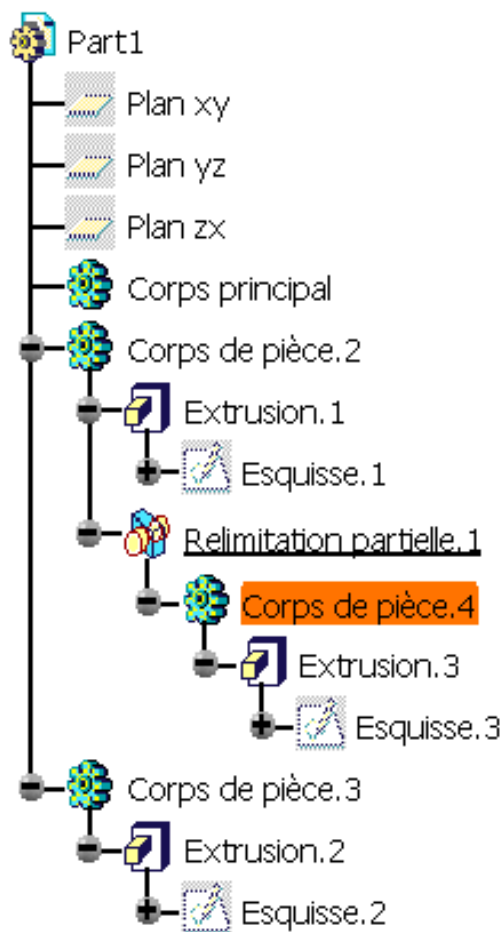 Part1
Plan xy
Plan yz
Plan zx
Corps principal
Corps de pièce.2
Extrusion.1
Esquisse.1
Relimitation partielle.1
Corps de pièce.4
Extrusion.3
Esquisse.3
Corps de pièce.3
Extrusion.2
Esquisse.2